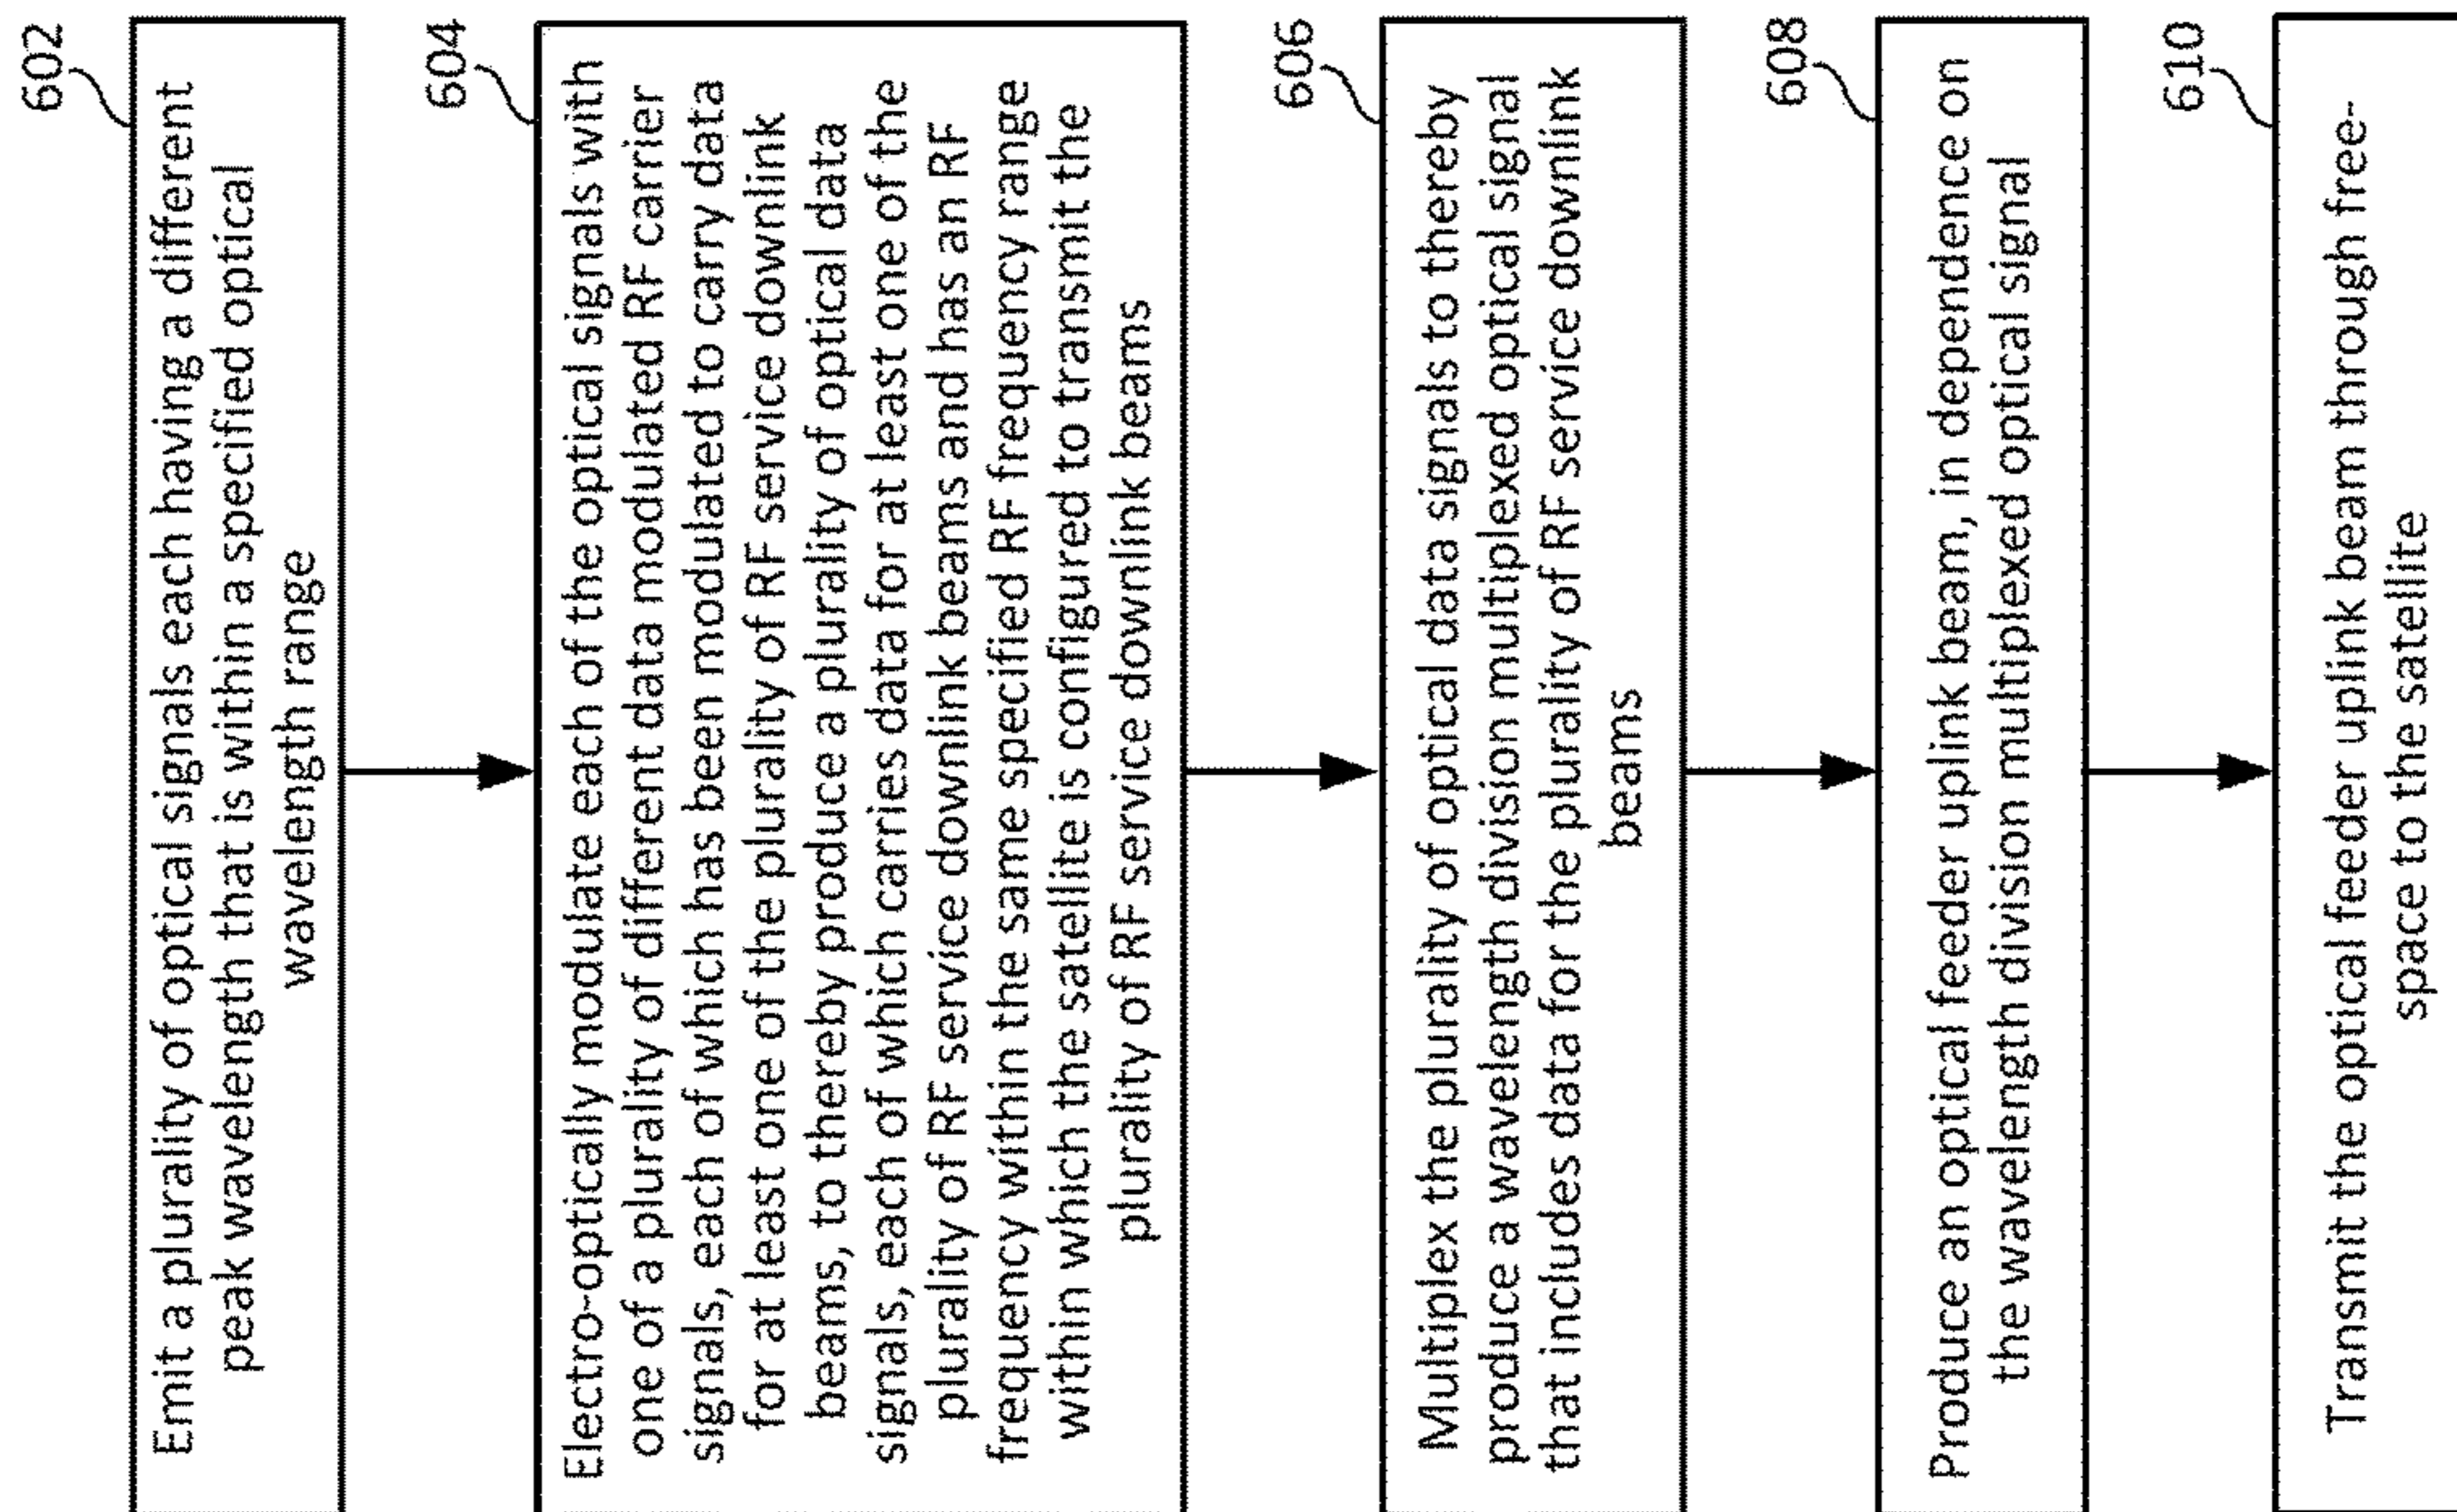 602
Emit a plurality of optical signals each having a different
peak wavelength that is within a specified optical
wavelength range
604
Electro-optically modulate each of the optical signals with
one of a plurality of different data modulated RF carrier
signals, each of which has been modulated to carry data
for at least one of the plurality of RF service downlink
beams, to thereby produce a plurality of optical data
signals, each of which carries data for at least one of the
plurality of RF service downlink beams and has an RF
frequency within the same specified RF frequency range
within which the satellite is configured to transmit the
plurality of RF service downlink beams
606
Multiplex the plurality of optical data signals to thereby
produce a wavelength division multiplexed optical signal
that includes data for the plurality of RF service downlink
beams
608
Produce an optical feeder uplink beam, in dependence on
the wavelength division multiplexed optical signal
610
Transmit the optical feeder uplink beam through free-
space to the satellite